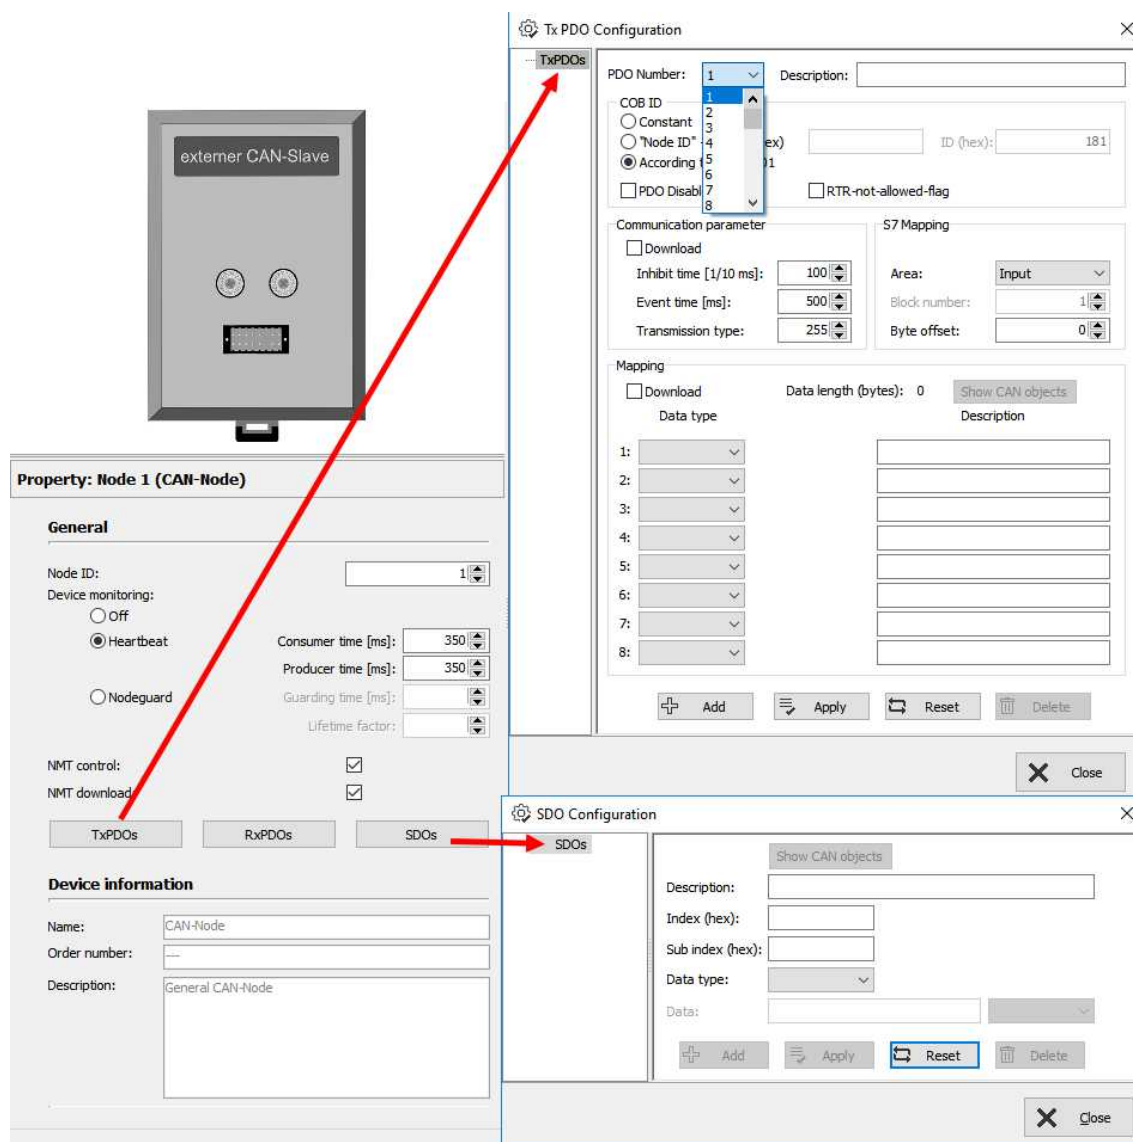 externer CAN-Slave
Property: Node 1 (CAN-Node)
General
Node ID: 1
Device monitoring:
Off
Heartbeat Consumer time [ms]: 350
Producer time [ms]: 350
Nodeguard Guarding time [ms]:
Lifetime factor:
NMT control:
NMT download
TxPDOs RxPDOs SDOs
Device information
Name: CAN-Node
Order number: ---
Description: General CAN-Node
Tx PDO Configuration
TxPDOs
PDO Number: 1 Description:
1
2
3
4
5
6
7
8
COB ID
Constant
"Node ID" ex) ID (hex): 181
According 1
PDO Disab RTR-not-allowed-flag
Communication parameter
Download
Inhibit time [1/10 ms]: 100
Event time [ms]: 500
Transmission type: 255
S7 Mapping
Area: Input
Block number: 1
Byte offset: 0
Mapping
Download Data length (bytes): 0 Show CAN objects
Data type Description
1:
2:
3:
4:
5:
6:
7:
8:
Add Apply Reset Delete
Close
SDO Configuration
SDOs
Show CAN objects
Description:
Index (hex):
Sub index (hex):
Data type:
Data:
Add Apply Reset Delete
Close